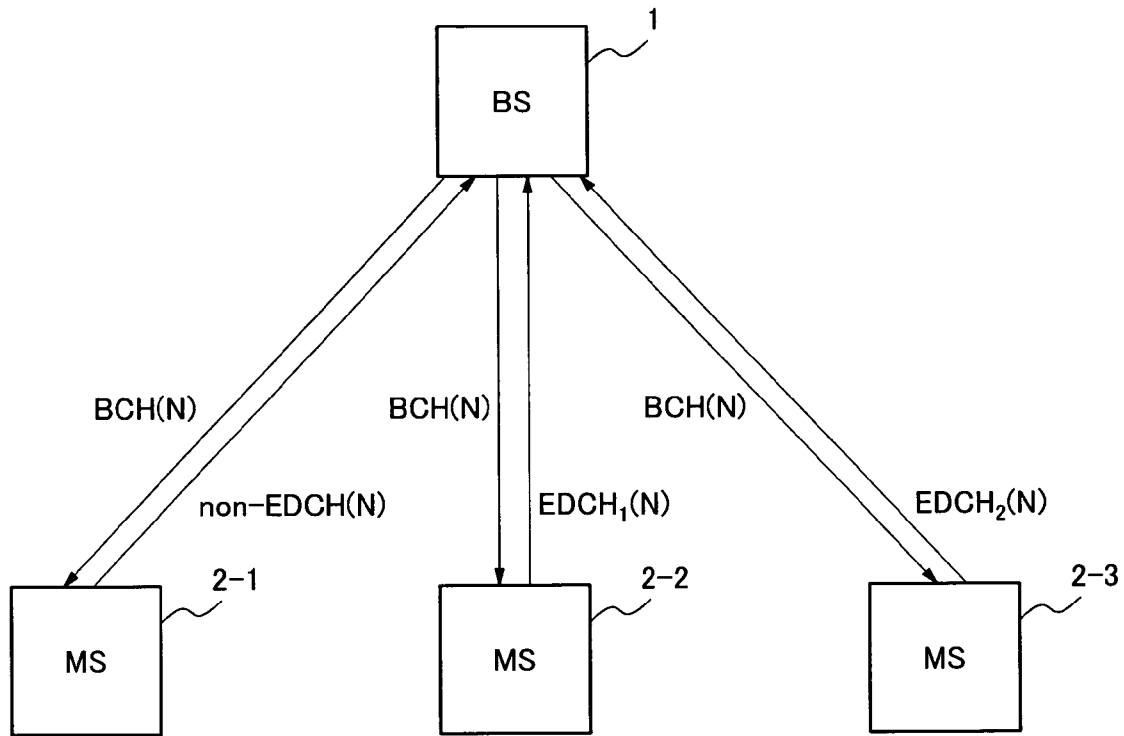 1
BS
BCH(N)
BCH(N)
BCH(N)
non-EDCH(N)
EDCH₁(N)
EDCH₂(N)
2-1
2-2
2-3
MS
MS
MS